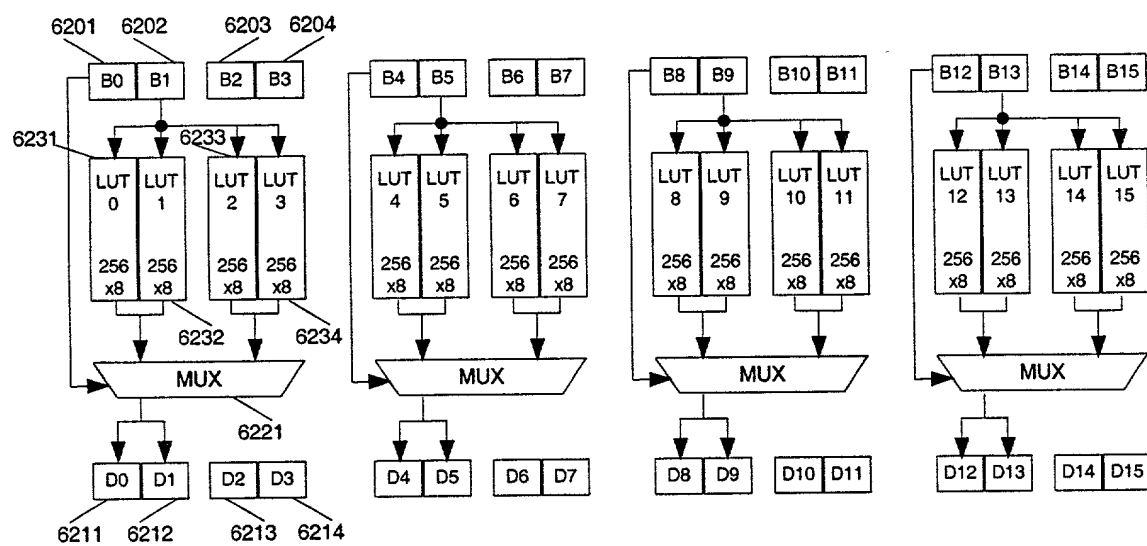 6201 6202 6203 6204
B0 B1 B2 B3 B4 B5 B6 B7 B8 B9 B10 B11 B12 B13 B14 B15
6231 6233
LUT LUT LUT LUT LUT LUT LUT LUT LUT LUT LUT LUT LUT LUT LUT LUT
0 1 2 3 4 5 6 7 8 9 10 11 12 13 14 15
256 256 256 256 256 256 256 256 256 256 256 256 256 256 256 256
x8 x8 x8 x8 x8 x8 x8 x8 x8 x8 x8 x8 x8 x8 x8 x8
6232 6234
MUX MUX MUX MUX
6221
D0 D1 D2 D3 D4 D5 D6 D7 D8 D9 D10 D11 D12 D13 D14 D15
6211 6212 6213 6214